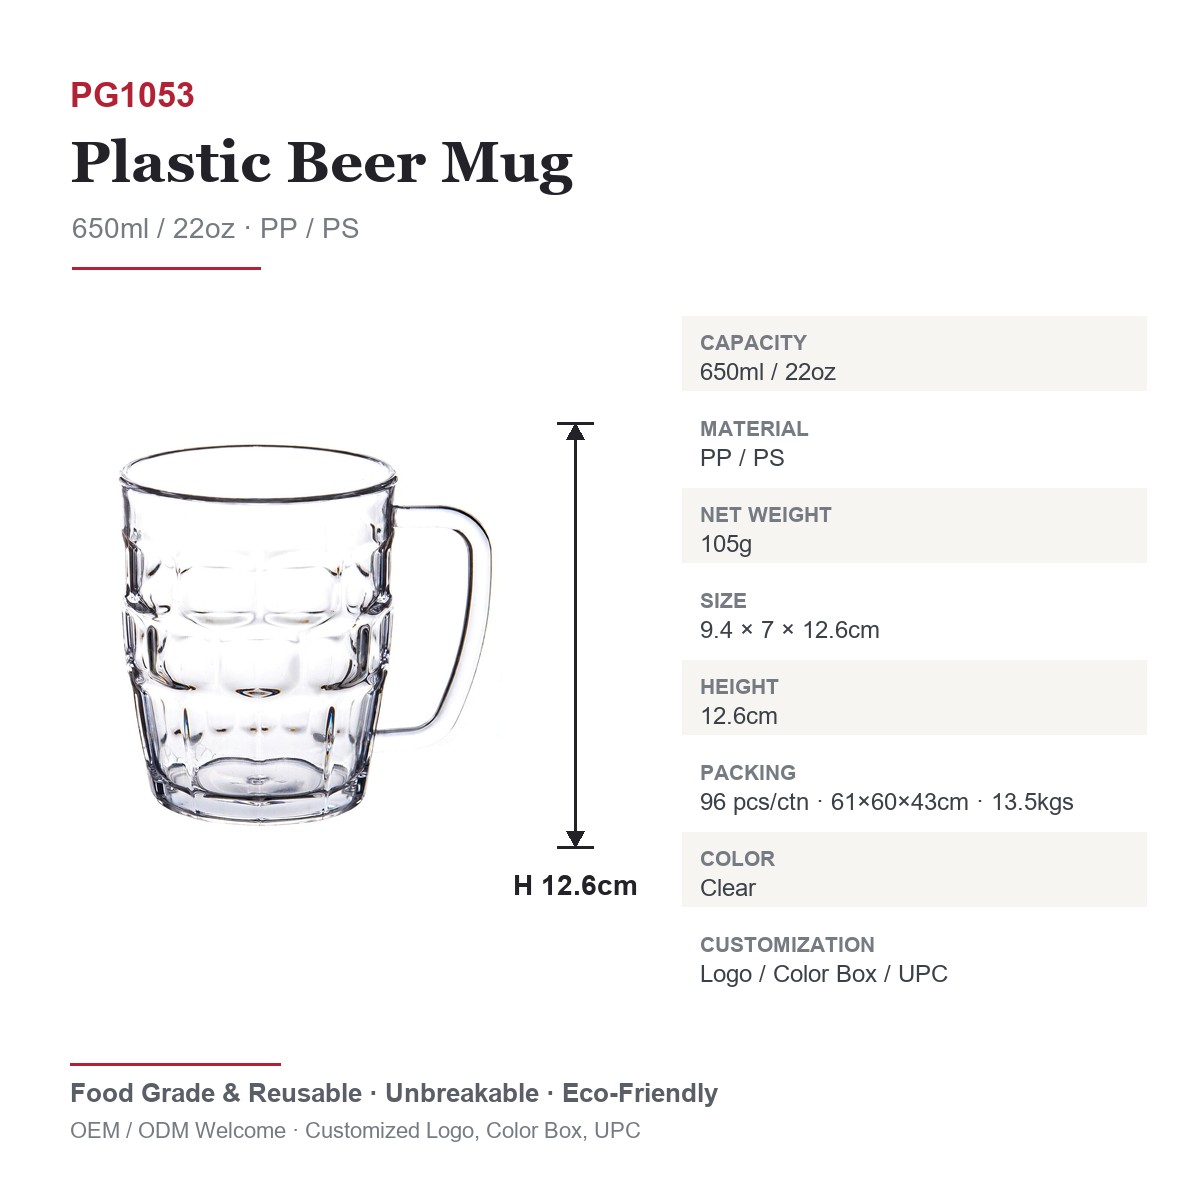 PG1053
Plastic Beer Mug
650ml / 22oz · PP / PS
CAPACITY
650ml / 22oz
MATERIAL
PP / PS
NET WEIGHT
105g
SIZE
9.4 × 7 × 12.6cm
HEIGHT
12.6cm
PACKING
96 pcs/ctn · 61×60×43cm · 13.5kgs
COLOR
Clear
CUSTOMIZATION
Logo / Color Box / UPC
H 12.6cm
Food Grade & Reusable · Unbreakable · Eco-Friendly
OEM / ODM Welcome · Customized Logo, Color Box, UPC